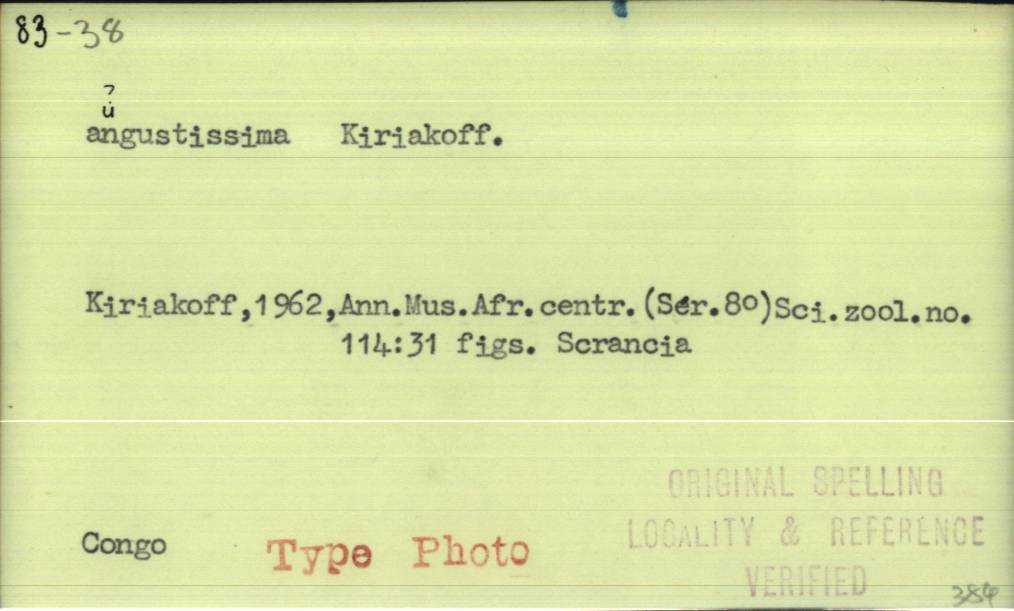 83-38
angustissima Kiriakoff.
Kiriakoff,1962,Ann.Mus.Afr.centr.(Sér.8o)Sci.zool.no.
114:31 figs. Scrancia
Congo
Type Photo
ORIGINAL SPELLING
LOCALITY & REFERENCE
VERIFIED
384